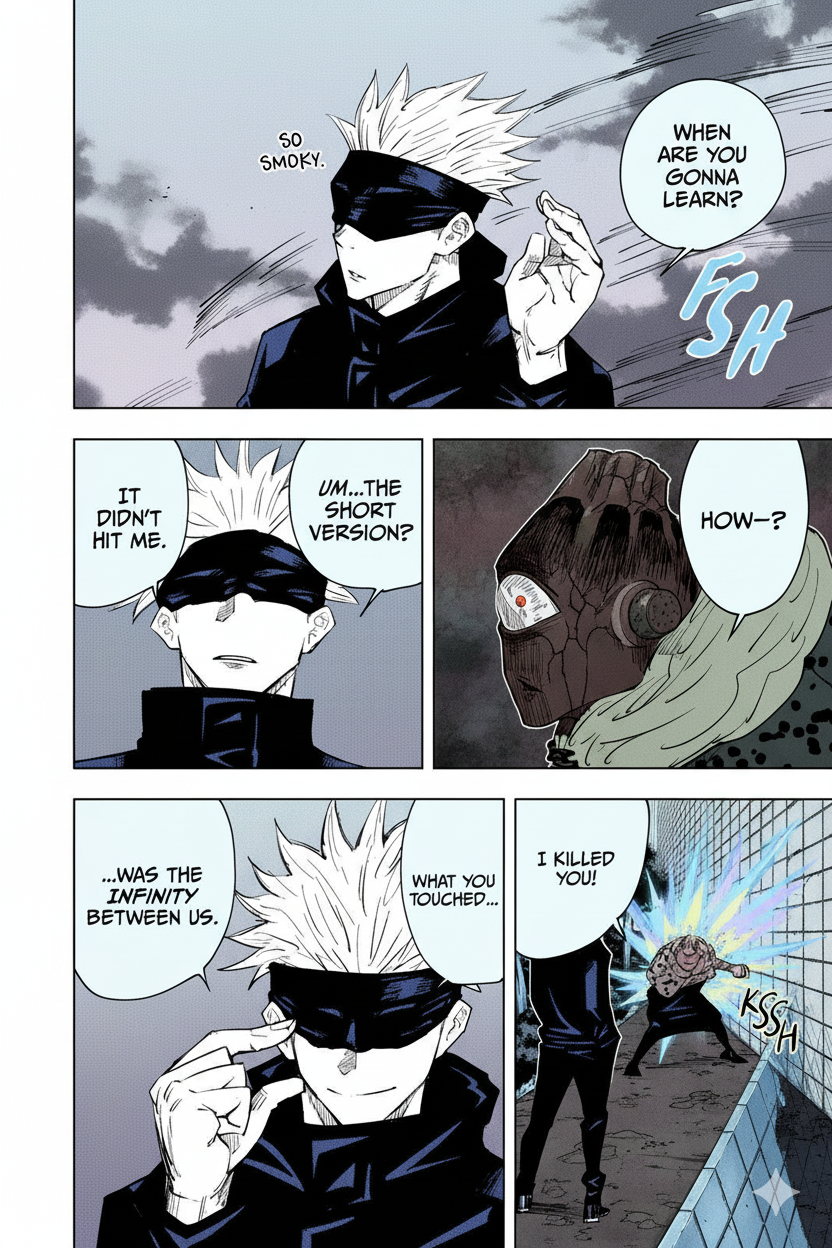 WHEN
ARE YOU
GONNA
LEARN?
FSH
SO
SMOKY.
HOW—?
UM...THE
SHORT
VERSION?
IT
DIDN'T
HIT ME.
I KILLED
YOU!
KSSH
WHAT YOU
TOUCHED...
...WAS THE
INFINITY
BETWEEN US.